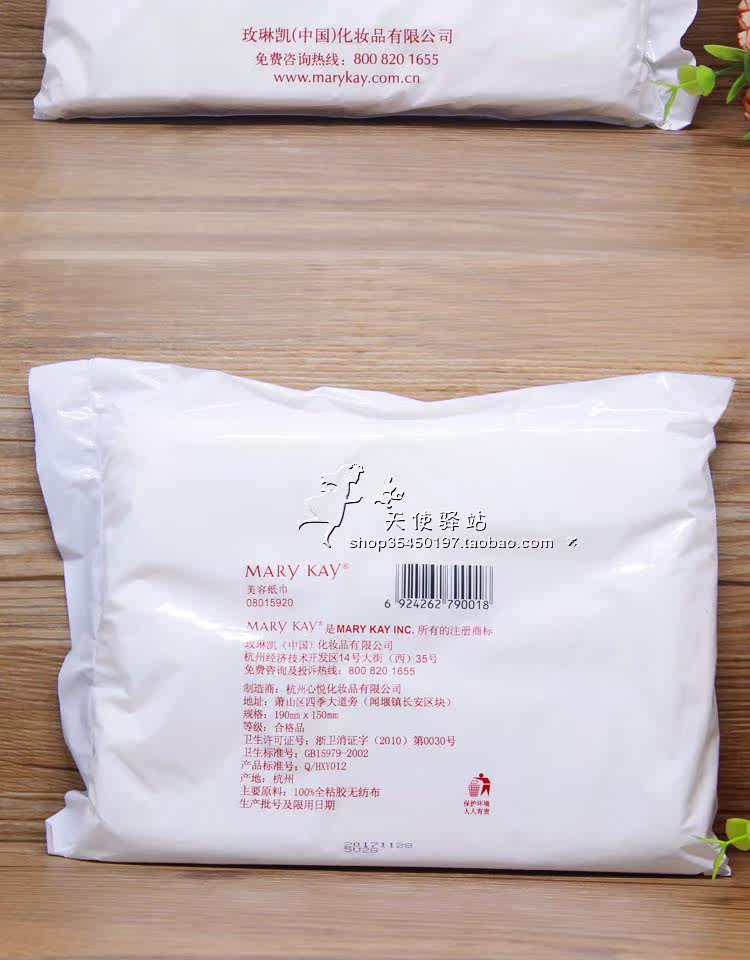 玫琳凯(中国)化妆品有限公司
免费咨询热线：800 820 1655
www.marykay.com.cn
天使驿站
shop35450197.taobao.com
MARY KAY®
美容纸巾
08015920
6 924262 790018
MARY KAY® 是 MARY KAY INC. 所有的注册商标
玫琳凯（中国）化妆品有限公司
杭州经济技术开发区14号大街（西）35号
免费咨询及投诉热线：800 820 1655
制造商：杭州心悦化妆品有限公司
地址：萧山区四季大道旁（闻堰镇长安区块）
规格：190mm x 150mm
等级：合格品
卫生许可证号：浙卫消证字（2010）第0030号
卫生标准号：GB15979-2002
产品标准号：Q/HXY012
产地：杭州
主要原料：100%全粘胶无纺布
生产批号及限用日期
保护环境
人人有责
20171128